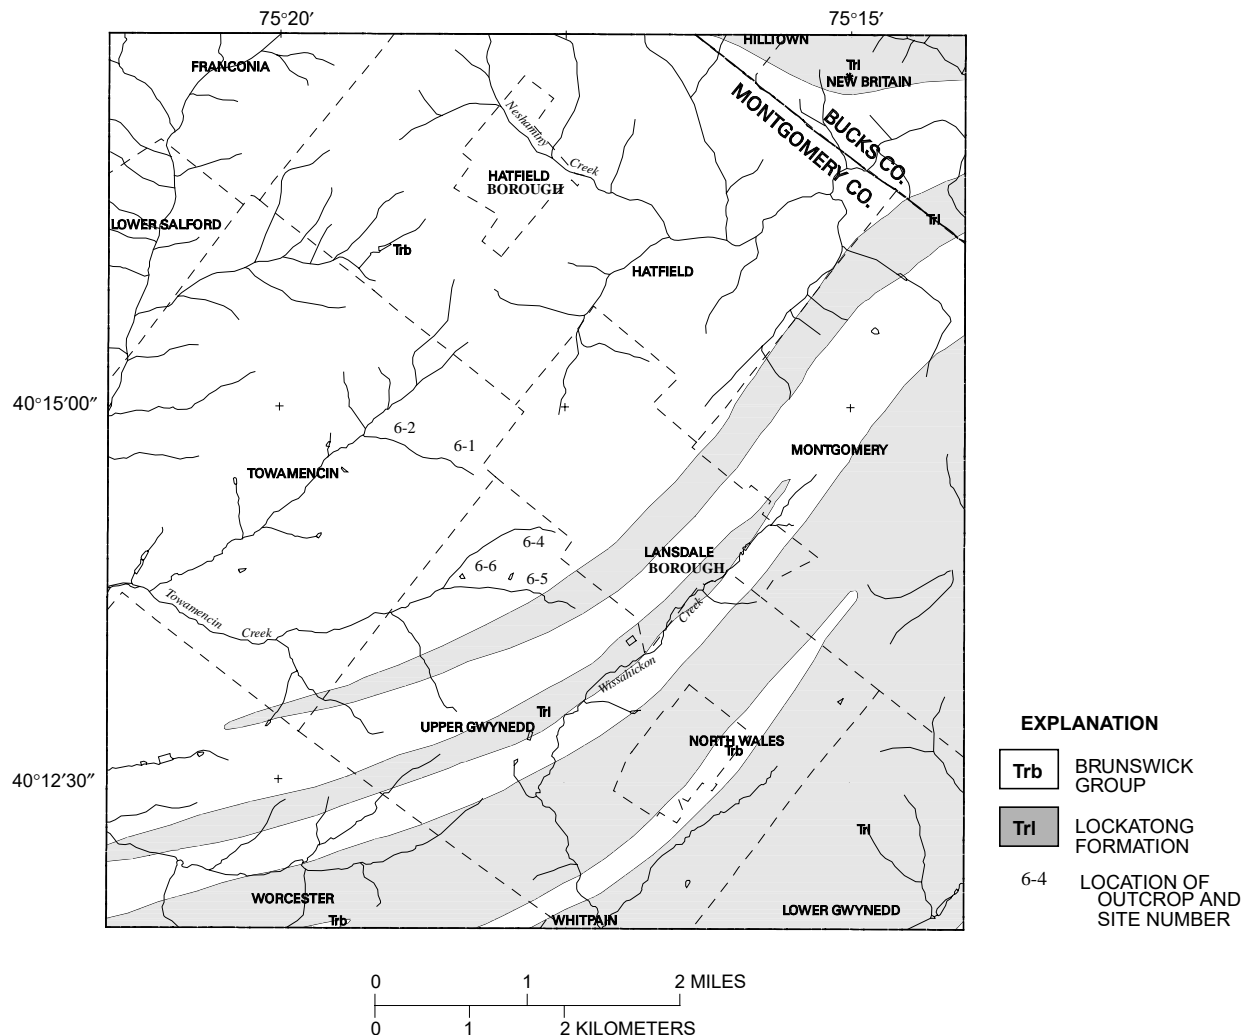 75°20′
75°15′
HILLTOWN
Trl
NEW BRITAIN
FRANCONIA
MONTGOMERY CO.
BUCKS CO.
Neshaminy
Creek
HATFIELD
BOROUGH
LOWER SALFORD
Trl
Trb
HATFIELD
40°15′00″
6-2
6-1
MONTGOMERY
TOWAMENCIN
6-4
LANSDALE
BOROUGH
6-6
6-5
Towamencin
Creek
Creek
Wissahickon
Trl
UPPER GWYNEDD
NORTH WALES
Trb
40°12′30″
Trl
WORCESTER
Trb
WHITPAIN
LOWER GWYNEDD
EXPLANATION
Trb
BRUNSWICK
GROUP
Trl
LOCKATONG
FORMATION
6-4
LOCATION OF
OUTCROP AND
SITE NUMBER
0 1 2 MILES
0 1 2 KILOMETERS